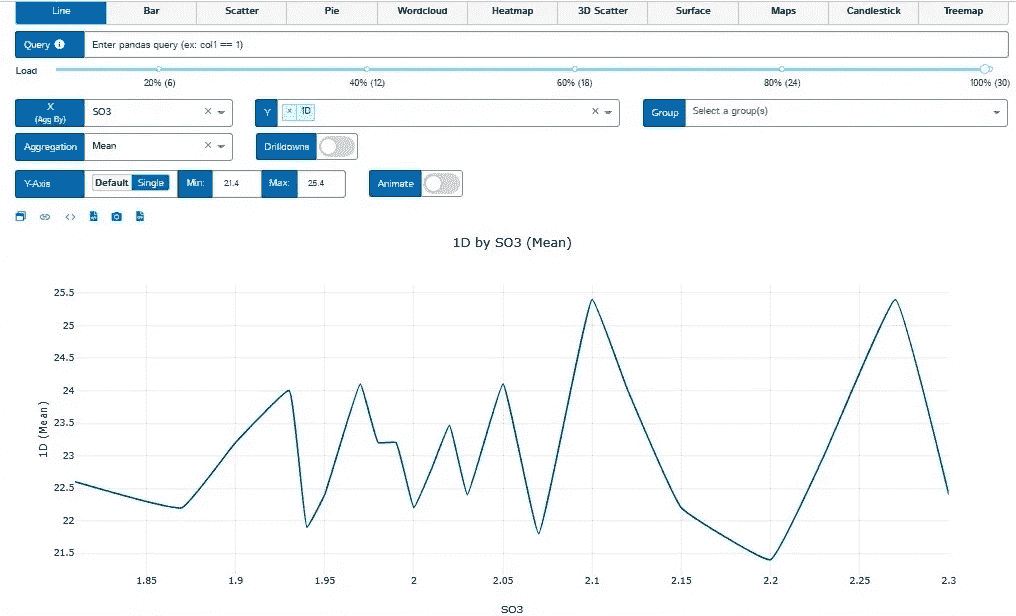 Line Bar Scatter Pie Wordcloud Heatmap 3D Scatter Surface Maps Candlestick Treemap
Query Enter pandas query (ex: col1 == 1)
Load
20% (6) 40% (12) 60% (18) 80% (24) 100% (30)
X (Agg By) SO3 × Y × 1D × Group Select a group(s)
Aggregation Mean × Drilldowns
Y-Axis Default Single Min: 21.4 Max: 25.4 Animate
1D by SO3 (Mean)
25.5
25
24.5
24
23.5
23
22.5
22
21.5
1D (Mean)
1.85 1.9 1.95 2 2.05 2.1 2.15 2.2 2.25 2.3
SO3